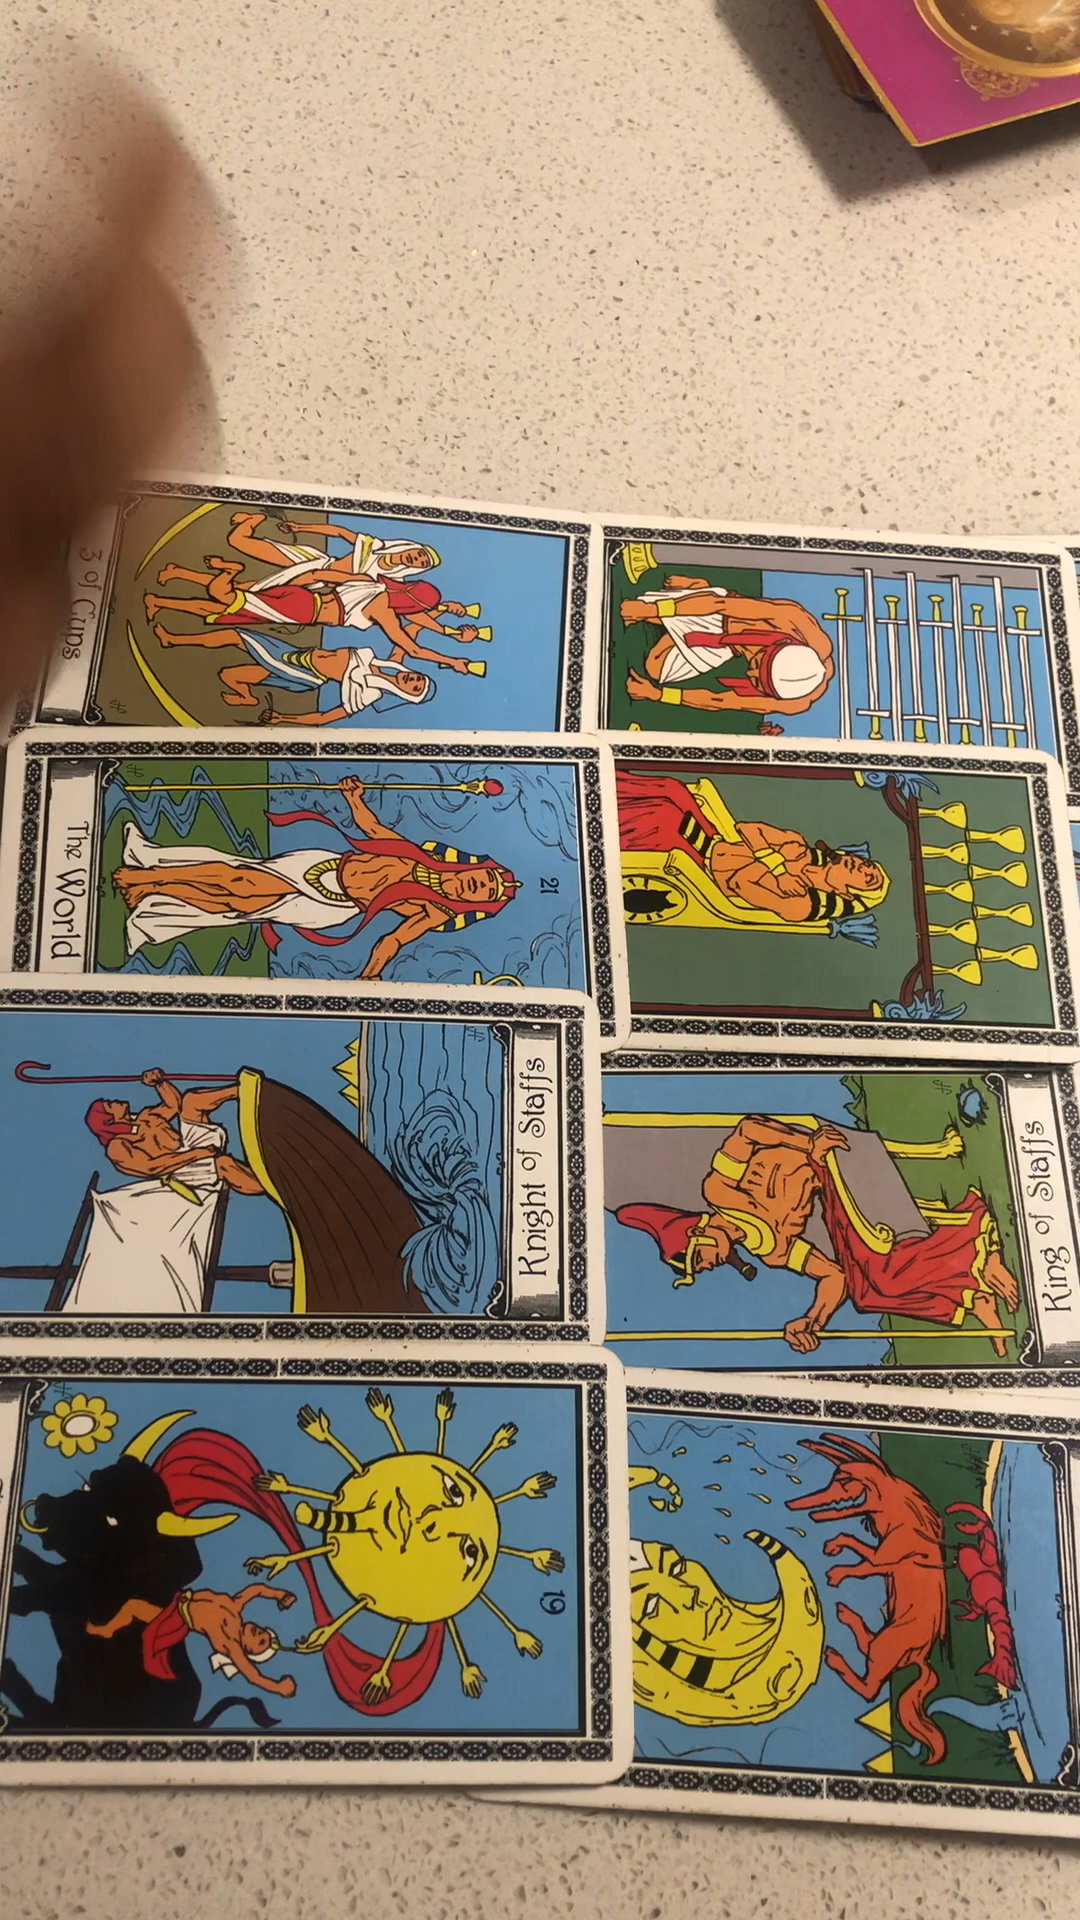 3 of Cups
The World
21
Knight of Staffs
King of Staffs
19